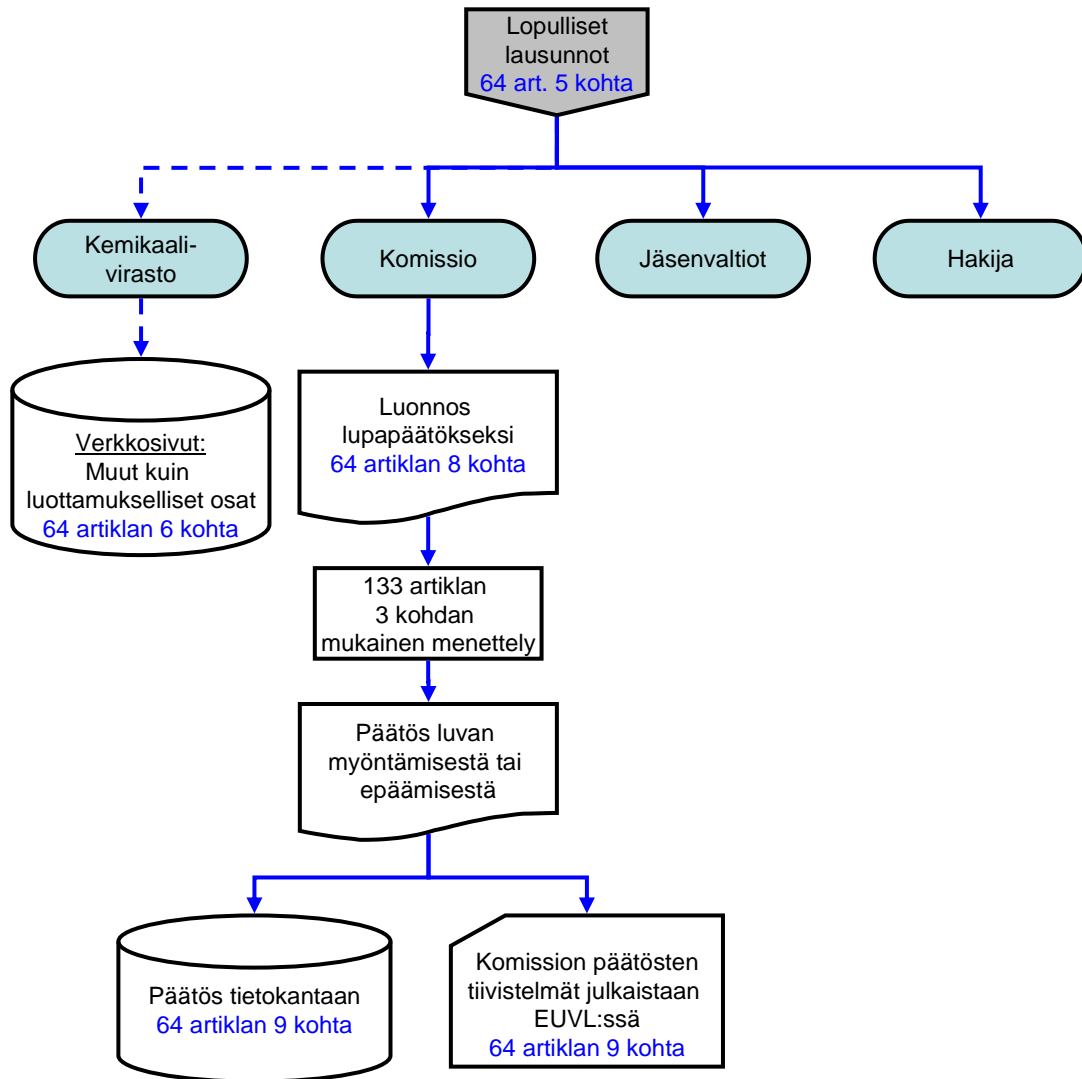 Lopulliset
lausunnot
64 art. 5 kohta
Kemikaali-
virasto
Komissio
Jäsenvaltiot
Hakija
Verkkosivut:
Muut kuin
luottamukselliset osat
64 artiklan 6 kohta
Luonnos
lupapäätökseksi
64 artiklan 8 kohta
133 artiklan
3 kohdan
mukainen menettely
Päätös luvan
myöntämisestä tai
epäämisestä
Päätös tietokantaan
64 artiklan 9 kohta
Komission päätösten
tiivistelmät julkaistaan
EUVL:ssä
64 artiklan 9 kohta